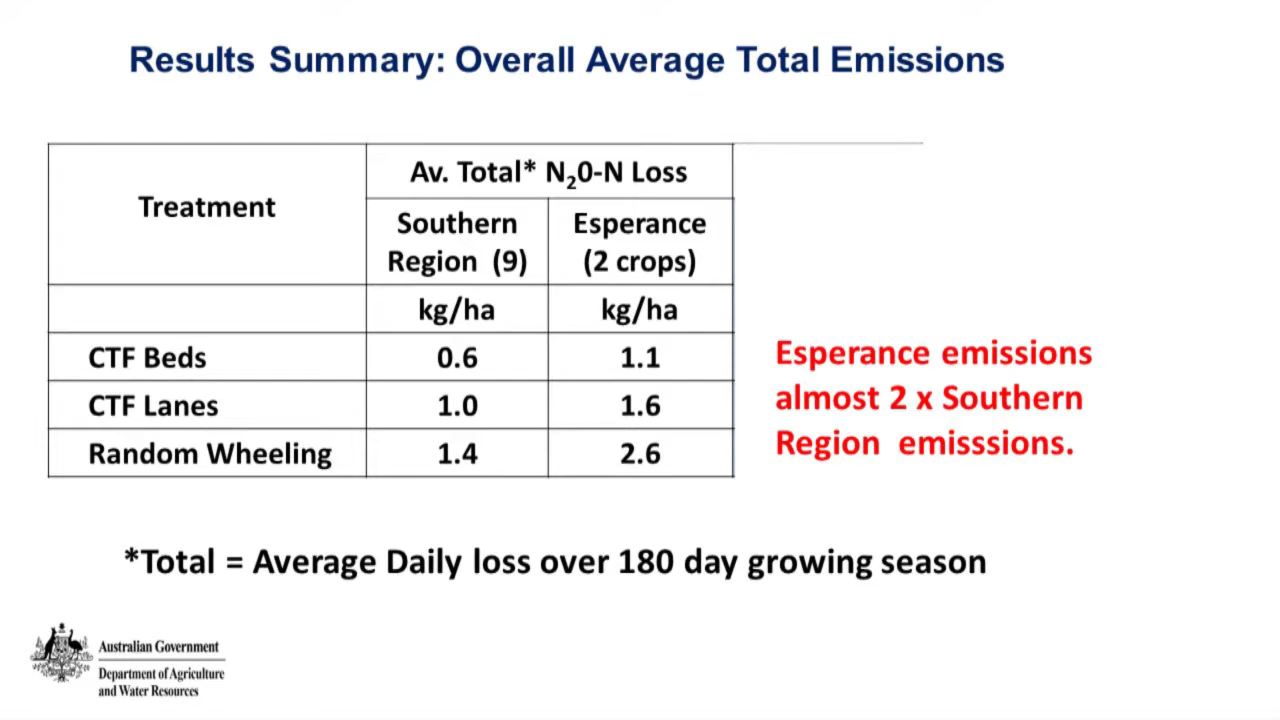 Results Summary: Overall Average Total Emissions
Treatment
Av. Total* N₂0-N Loss
Southern
Region (9)
Esperance
(2 crops)
kg/ha
kg/ha
CTF Beds
0.6
1.1
CTF Lanes
1.0
1.6
Random Wheeling
1.4
2.6
Esperance emissions
almost 2 x Southern
Region emisssions.
*Total = Average Daily loss over 180 day growing season
Australian Government
Department of Agriculture
and Water Resources